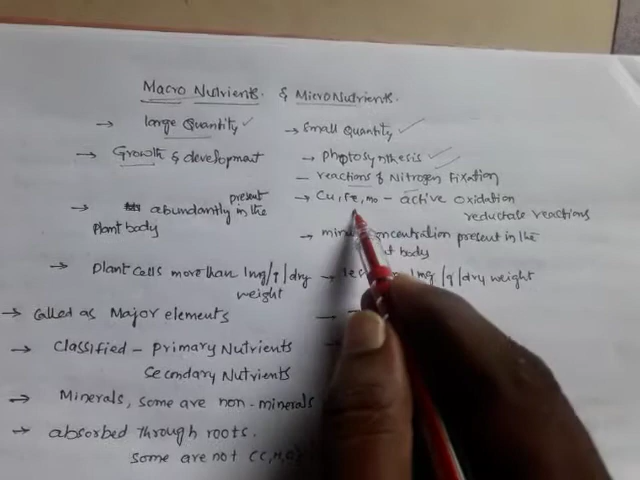 Macro Nutrients. & Micro Nutrients.
→ large Quantity ✓
→ Small Quantity ✓
→ Growth & development
→ photosynthesis ✓
— reactions & Nitrogen Fixation
→ abundantly present in the
plant body
→ Cu, Fe, mo - active oxidation
reductase reactions
→ concentration present in the
body
→ Plant cells more than 1mg/g/dry
weight
→ 1mg/g/dry weight
→ Called as Major elements
→ Classified - primary Nutrients
Secondary Nutrients
→ Minerals, some are non-minerals
→ absorbed through roots.
some are not (C, H, O